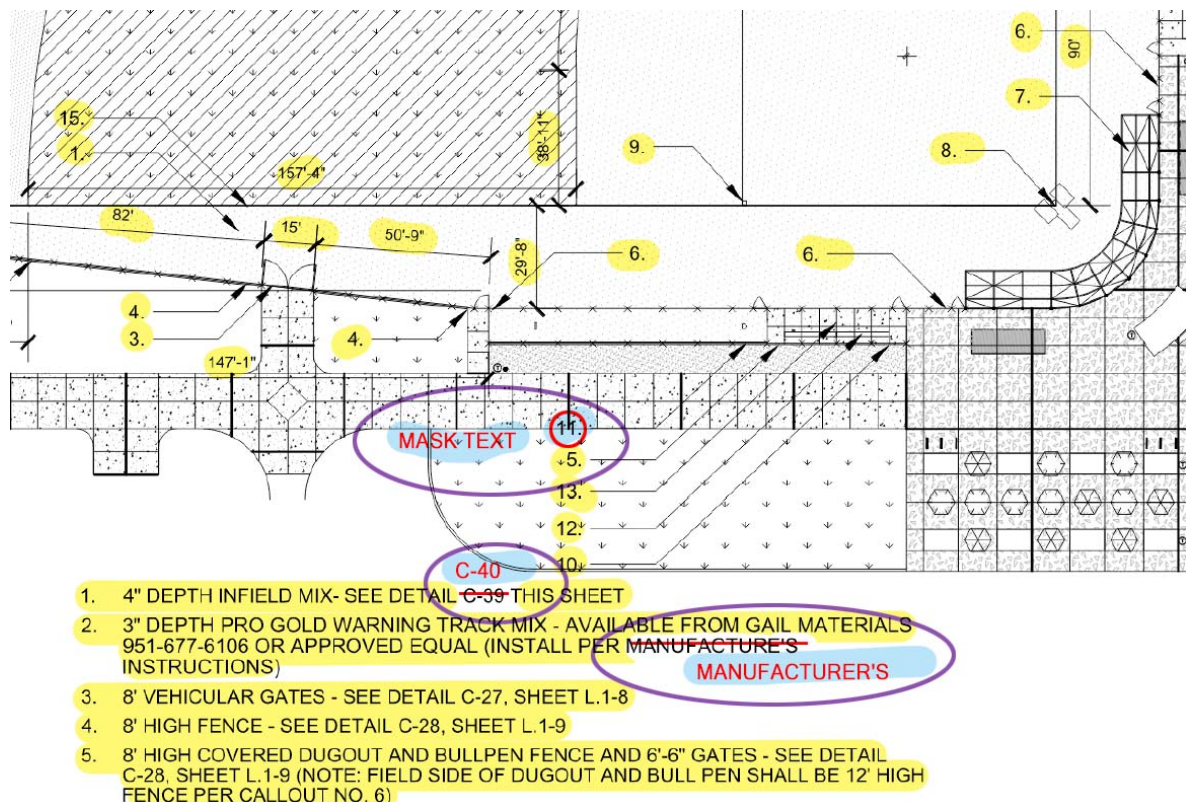 6.
90'
7.
15.
1.
38'-11"
9.
8.
157'-4"
82'
15'
50'-9"
29'-8"
6.
6.
4.
3.
4.
147'-1"
MASK TEXT
11.
5.
13.
12.
10.
C-40
1. 4" DEPTH INFIELD MIX- SEE DETAIL C-39 THIS SHEET
2. 3" DEPTH PRO GOLD WARNING TRACK MIX - AVAILABLE FROM GAIL MATERIALS
951-677-6106 OR APPROVED EQUAL (INSTALL PER MANUFACTURE'S
INSTRUCTIONS)
MANUFACTURER'S
3. 8' VEHICULAR GATES - SEE DETAIL C-27, SHEET L.1-8
4. 8' HIGH FENCE - SEE DETAIL C-28, SHEET L.1-9
5. 8' HIGH COVERED DUGOUT AND BULLPEN FENCE AND 6'-6" GATES - SEE DETAIL
C-28, SHEET L.1-9 (NOTE: FIELD SIDE OF DUGOUT AND BULL PEN SHALL BE 12' HIGH
FENCE PER CALLOUT NO. 6)